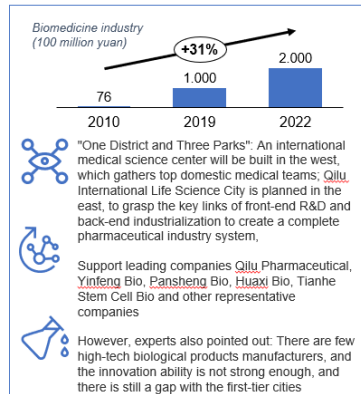 Biomedicine industry
(100 million yuan)
+31%
2.000
1.000
76
2010 2019 2022
"One District and Three Parks": An international
medical science center will be built in the west,
which gathers top domestic medical teams; Qilu
International Life Science City is planned in the
east, to grasp the key links of front-end R&D and
back-end industrialization to create a complete
pharmaceutical industry system,
Support leading companies Qilu Pharmaceutical,
Yinfeng Bio, Pansheng Bio, Huaxi Bio, Tianhe
Stem Cell Bio and other representative
companies
However, experts also pointed out: There are few
high-tech biological products manufacturers, and
the innovation ability is not strong enough, and
there is still a gap with the first-tier cities